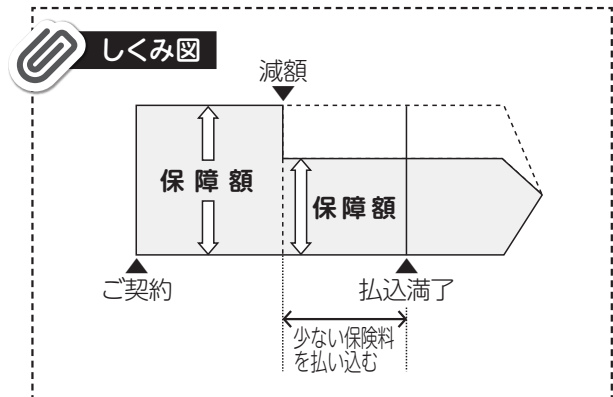 しくみ図
減額
保障額
保障額
ご契約
払込満了
少ない保険料
を払い込む